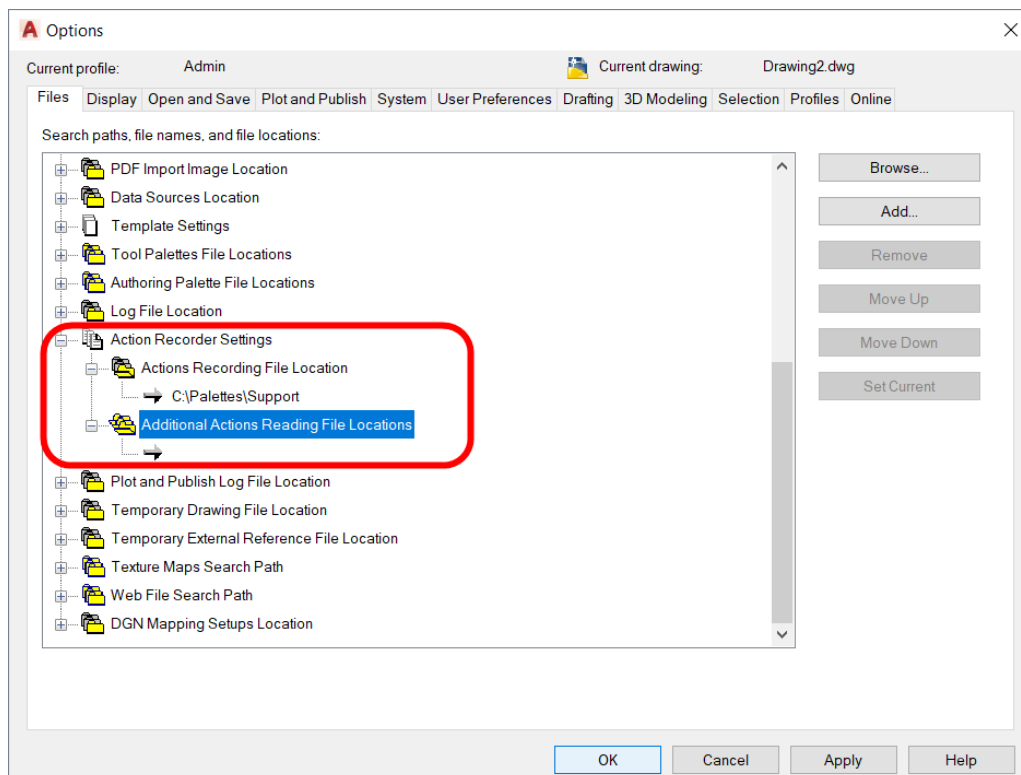 A Options
Current profile: Admin Current drawing: Drawing2.dwg
Files Display Open and Save Plot and Publish System User Preferences Drafting 3D Modeling Selection Profiles Online
Search paths, file names, and file locations:
PDF Import Image Location
Data Sources Location
Template Settings
Tool Palettes File Locations
Authoring Palette File Locations
Log File Location
Action Recorder Settings
Actions Recording File Location
C:\Palettes\Support
Additional Actions Reading File Locations
Plot and Publish Log File Location
Temporary Drawing File Location
Temporary External Reference File Location
Texture Maps Search Path
Web File Search Path
DGN Mapping Setups Location
Browse...
Add...
Remove
Move Up
Move Down
Set Current
OK Cancel Apply Help